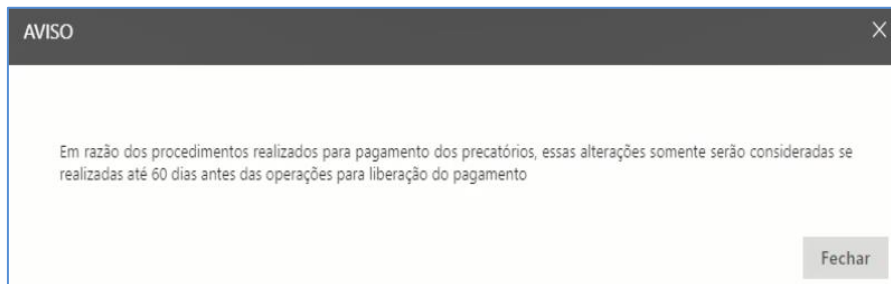 AVISO
Em razão dos procedimentos realizados para pagamento dos precatórios, essas alterações somente serão consideradas se
realizadas até 60 dias antes das operações para liberação do pagamento
Fechar